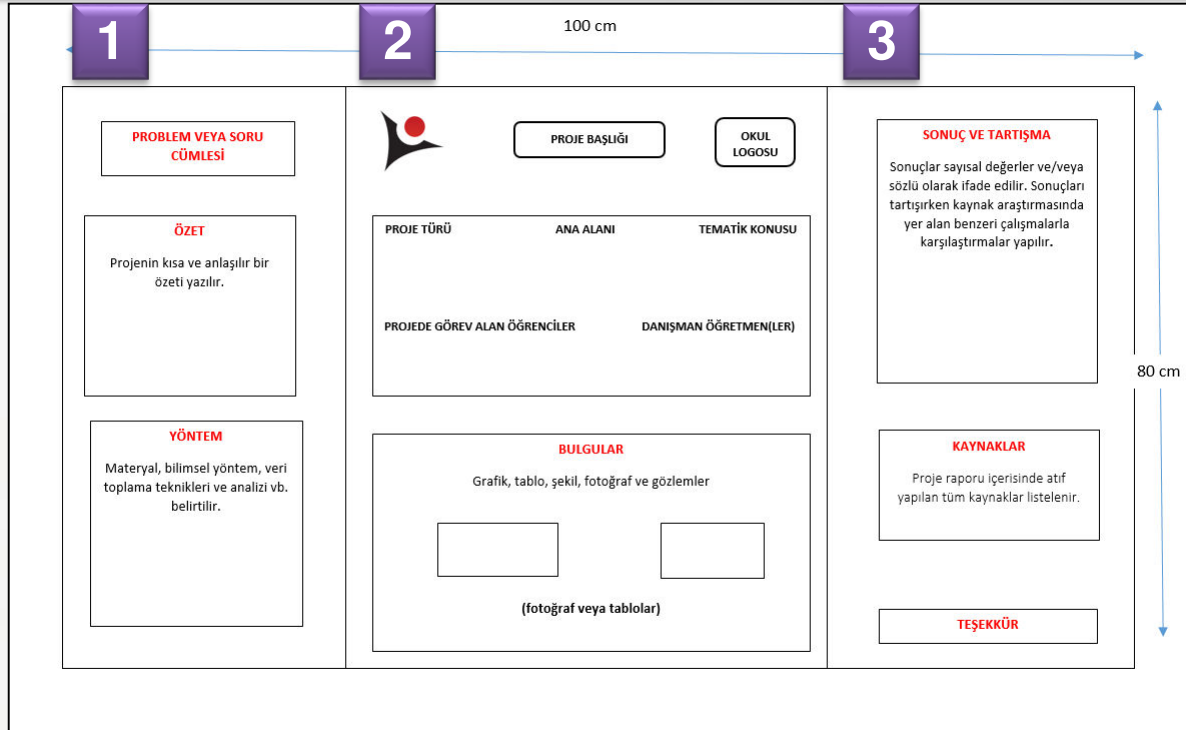 1
2
3
100 cm
PROBLEM VEYA SORU
CÜMLESİ
ÖZET
Projenin kısa ve anlaşılır bir
özeti yazılır.
YÖNTEM
Materyal, bilimsel yöntem, veri
toplama teknikleri ve analizi vb.
belirtilir.
PROJE BAŞLIĞI
OKUL
LOGOSU
PROJE TÜRÜ ANA ALANI TEMATİK KONUSU
PROJEDE GÖREV ALAN ÖĞRENCİLER DANIŞMAN ÖĞRETMEN(LER)
BULGULAR
Grafik, tablo, şekil, fotoğraf ve gözlemler
(fotoğraf veya tablolar)
SONUÇ VE TARTIŞMA
Sonuçlar sayısal değerler ve/veya
sözlü olarak ifade edilir. Sonuçları
tartışırken kaynak araştırmasında
yer alan benzeri çalışmalarla
karşılaştırmalar yapılır.
KAYNAKLAR
Proje raporu içerisinde atıf
yapılan tüm kaynaklar listelenir.
TEŞEKKÜR
80 cm